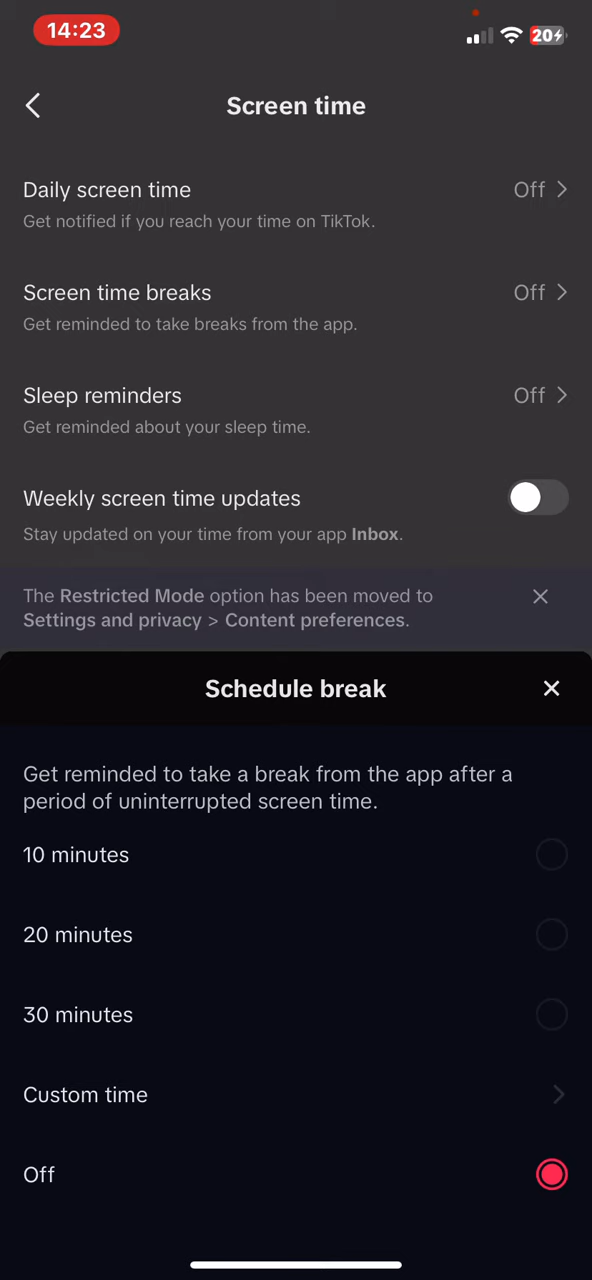 14:23
20
Screen time
Daily screen time
Off
Get notified if you reach your time on TikTok.
Screen time breaks
Off
Get reminded to take breaks from the app.
Sleep reminders
Off
Get reminded about your sleep time.
Weekly screen time updates
Stay updated on your time from your app Inbox.
The Restricted Mode option has been moved to
Settings and privacy > Content preferences.
Schedule break
Get reminded to take a break from the app after a
period of uninterrupted screen time.
10 minutes
20 minutes
30 minutes
Custom time
Off